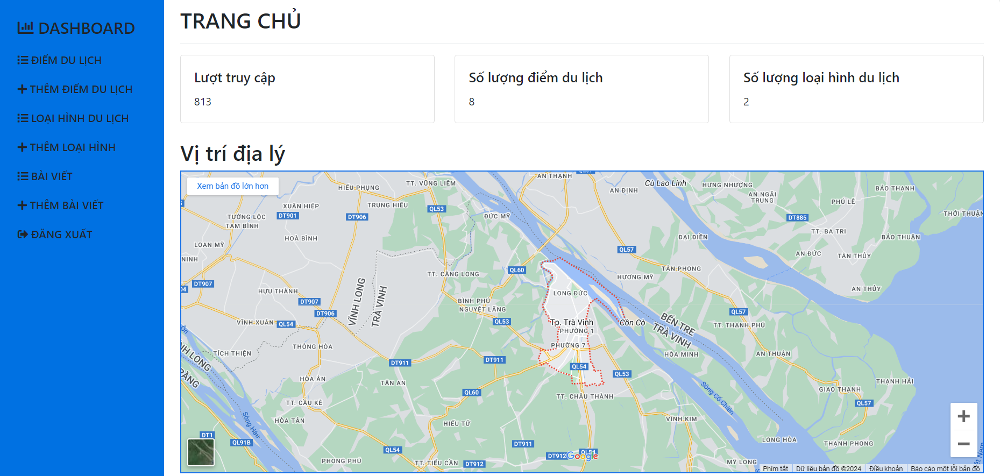 DASHBOARD
ĐIỂM DU LỊCH
THÊM ĐIỂM DU LỊCH
LOẠI HÌNH DU LỊCH
THÊM LOẠI HÌNH
BÀI VIẾT
THÊM BÀI VIẾT
ĐĂNG XUẤT
TRANG CHỦ
Lượt truy cập
813
Số lượng điểm du lịch
8
Số lượng loại hình du lịch
2
Vị trí địa lý
Xem bản đồ lớn hơn
AN THẠNH
TT. VŨNG LIÊM
HIẾU PHỤNG
Cù Lao Linh
HƯNG NHƯỢNG
BẢO THẠNH
AN ĐỊNH
AN NGÃI
TRUNG
PHÚ LỄ
XUÂN HIỆP
TRUNG HIẾU
QL53
THỚI THUẬN
TƯỜNG LỘC
DT901
DT906
ĐỨC MỸ
DT885
TAM BÌNH
TT. BA TRI
HOÀ BÌNH
ĐẠI ĐIỀN
BẢO THUẬN
LOAN MỸ
QL57
AN ĐỨC
TÂN THỦY
NINH
TÂN PHONG
QL60
TT. CÀNG LONG
HƯƠNG MỸ
DT907
04
HỰU THÀNH
VĨNH LONG
TRÀ VINH
LONG ĐỨC
AN THỦY
DT907
BÌNH PHÚ
NGUYỆT LÃNG
DT906
QL57
BẾN TRE
TRÀ VINH
VĨNH XUÂN
QL54
QL53
Tp. Trà Vinh
Cồn Cò
TT. THẠNH PHÚ
PHƯỜNG 1
THÔNG HÒA
PHƯỜNG 7
TÍCH THIỆN
HÒA MINH
AN THUẬN
NH LONG
RĂNG
DT911
DT911
QL54
QL53
HÒA ÂN
TÂN AN
THẠNH HẢI
GIAO THẠNH
QL60
TT. CHÂU THÀNH
Sông Cổ Chiên
QL57
TT. CẦU KÈ
HÒA TÂN
Sông Hậu
HIẾU TỬ
VĨNH KIM
DT1
QL91B
LONG HÒA
DT911
THẠNH PHONG
QL54
DT912
QL54
Google
PHONG PHÚ
TT. TIỂU CẦN
DT912
MỸ LONG
Phím tắt
Dữ liệu bản đồ ©2024
Điều khoản
Báo cáo một lỗi bản đồ